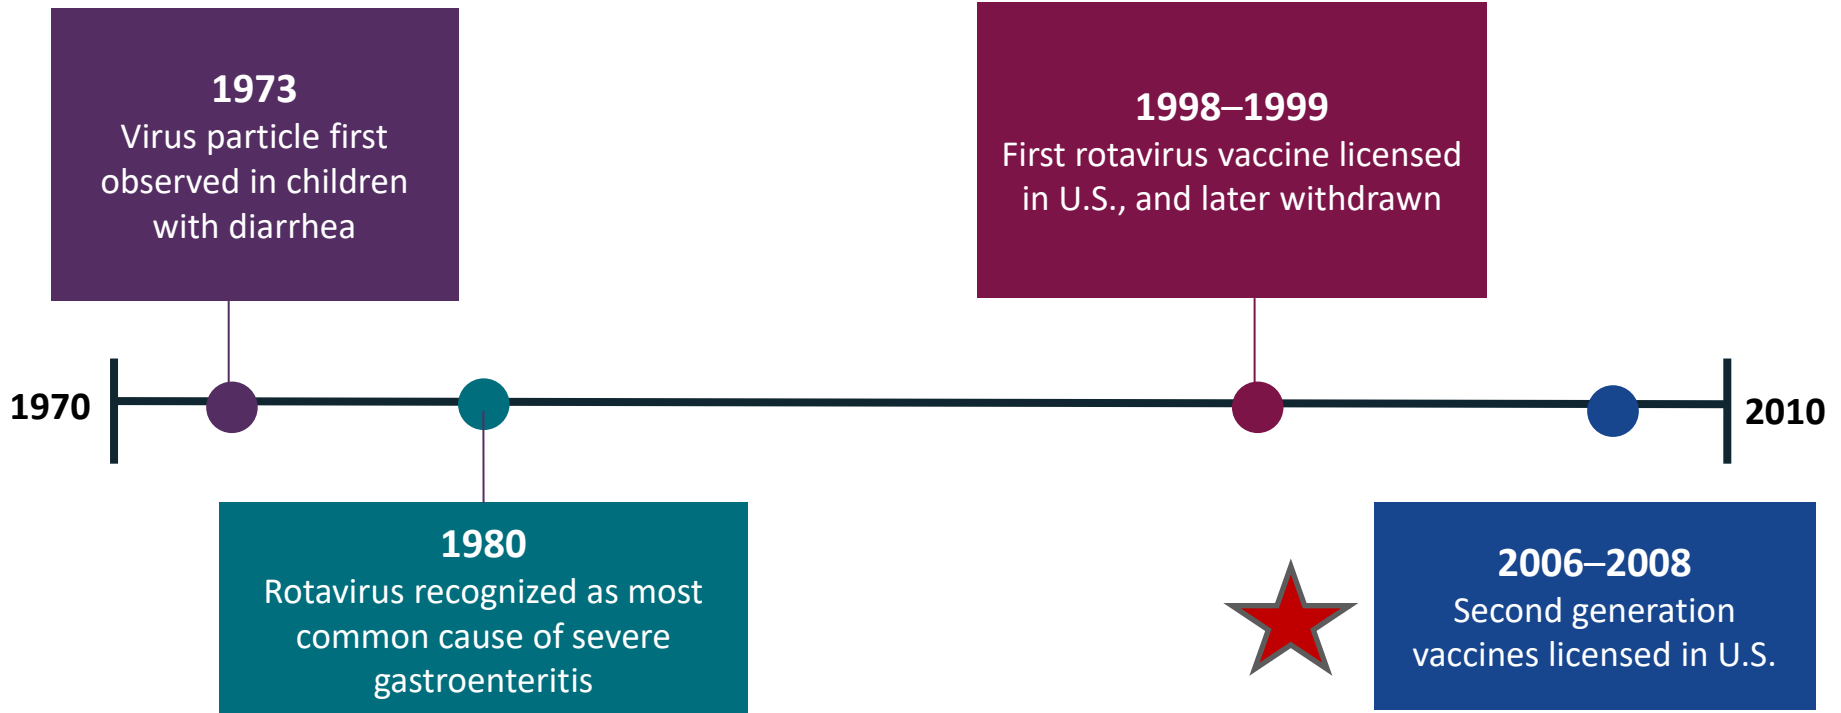 1973
Virus particle first
observed in children
with diarrhea
1998–1999
First rotavirus vaccine licensed
in U.S., and later withdrawn
1970
2010
1980
Rotavirus recognized as most
common cause of severe
gastroenteritis
2006–2008
Second generation
vaccines licensed in U.S.